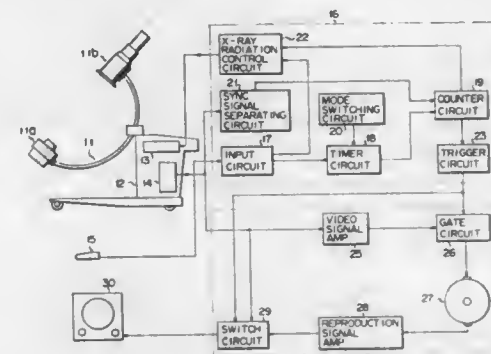 16
11b
X-RAY
RADIATION
CONTROL
CIRCUIT
22
21
SYNC
SIGNAL
SEPARATING
CIRCUIT
MODE
SWITCHING
CIRCUIT
20
19
COUNTER
CIRCUIT
11a
11
13
17
INPUT
CIRCUIT
18
TIMER
CIRCUIT
23
TRIGGER
CIRCUIT
12
14
15
VIDEO
SIGNAL
AMP
25
GATE
CIRCUIT
26
30
29
SWITCH
CIRCUIT
28
REPRODUCTION
SIGNAL
AMP
27